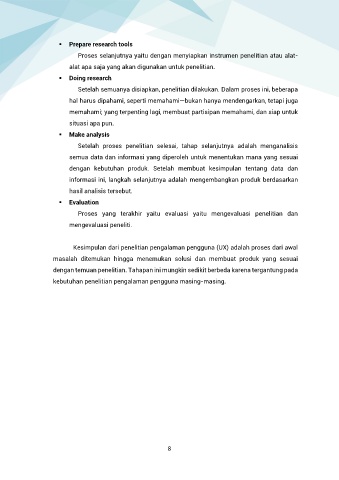 ▪ Prepare research tools
Proses selanjutnya yaitu dengan menyiapkan instrumen penelitian atau alat-
alat apa saja yang akan digunakan untuk penelitian.
▪ Doing research
Setelah semuanya disiapkan, penelitian dilakukan. Dalam proses ini, beberapa
hal harus dipahami, seperti memahami—bukan hanya mendengarkan, tetapi juga
memahami; yang terpenting lagi, membuat partisipan memahami, dan siap untuk
situasi apa pun.
▪ Make analysis
Setelah proses penelitian selesai, tahap selanjutnya adalah menganalisis
semua data dan informasi yang diperoleh untuk menentukan mana yang sesuai
dengan kebutuhan produk. Setelah membuat kesimpulan tentang data dan
informasi ini, langkah selanjutnya adalah mengembangkan produk berdasarkan
hasil analisis tersebut.
▪ Evaluation
Proses yang terakhir yaitu evaluasi yaitu mengevaluasi penelitian dan
mengevaluasi peneliti.
Kesimpulan dari penelitian pengalaman pengguna (UX) adalah proses dari awal
masalah ditemukan hingga menemukan solusi dan membuat produk yang sesuai
dengan temuan penelitian. Tahapan ini mungkin sedikit berbeda karena tergantung pada
kebutuhan penelitian pengalaman pengguna masing-masing.
8